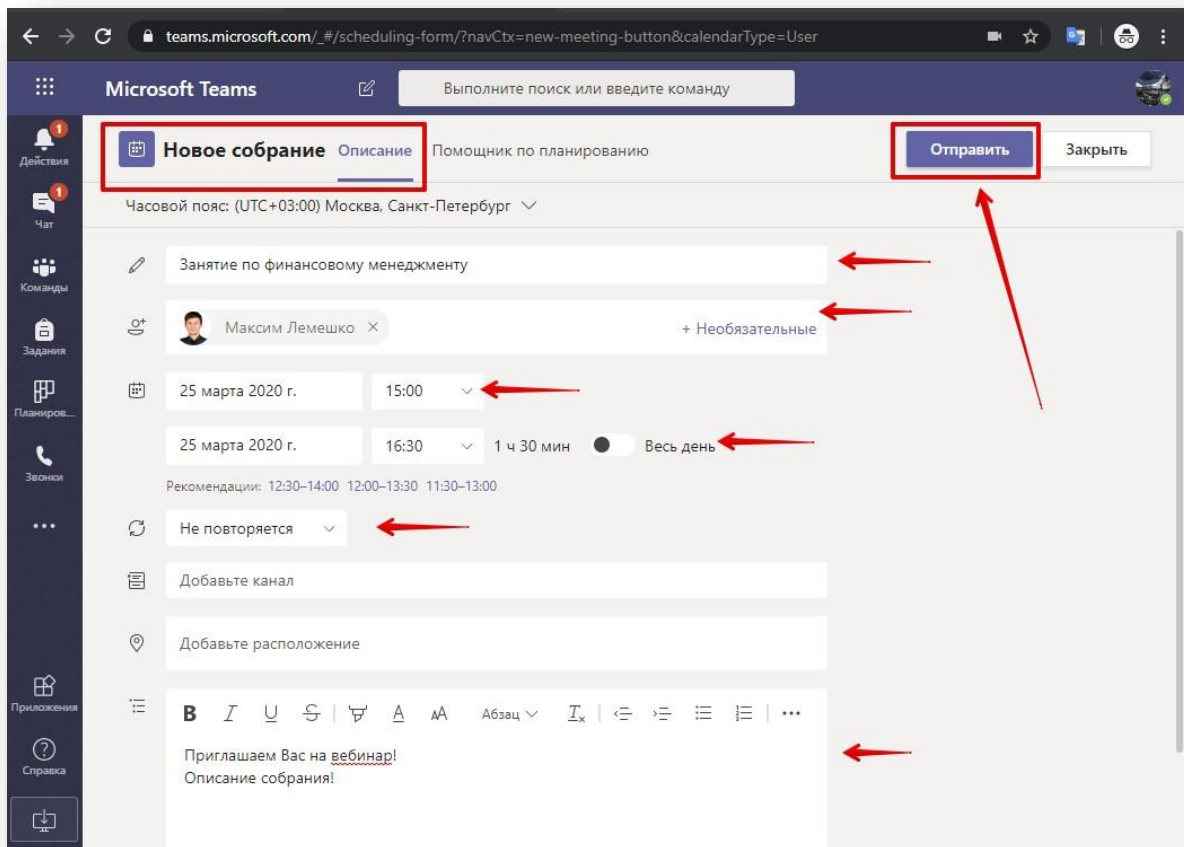 teams.microsoft.com/_#/scheduling-form/?navCtx=new-meeting-button&calendarType=User
Microsoft Teams
Выполните поиск или введите команду
1
Действия
1
Чат
Команды
Задания
Планиров...
Звонки
Приложения
Справка
Новое собрание Описание Помощник по планированию Отправить Закрыть
Часовой пояс: (UTC+03:00) Москва, Санкт-Петербург
Занятие по финансовому менеджменту
Максим Лемешко × + Необязательные
25 марта 2020 г. 15:00
25 марта 2020 г. 16:30 1 ч 30 мин Весь день
Рекомендации: 12:30–14:00 12:00–13:30 11:30–13:00
Не повторяется
Добавьте канал
Добавьте расположение
B I U S A AA Абзац Tx ...
Приглашаем Вас на вебинар!
Описание собрания!